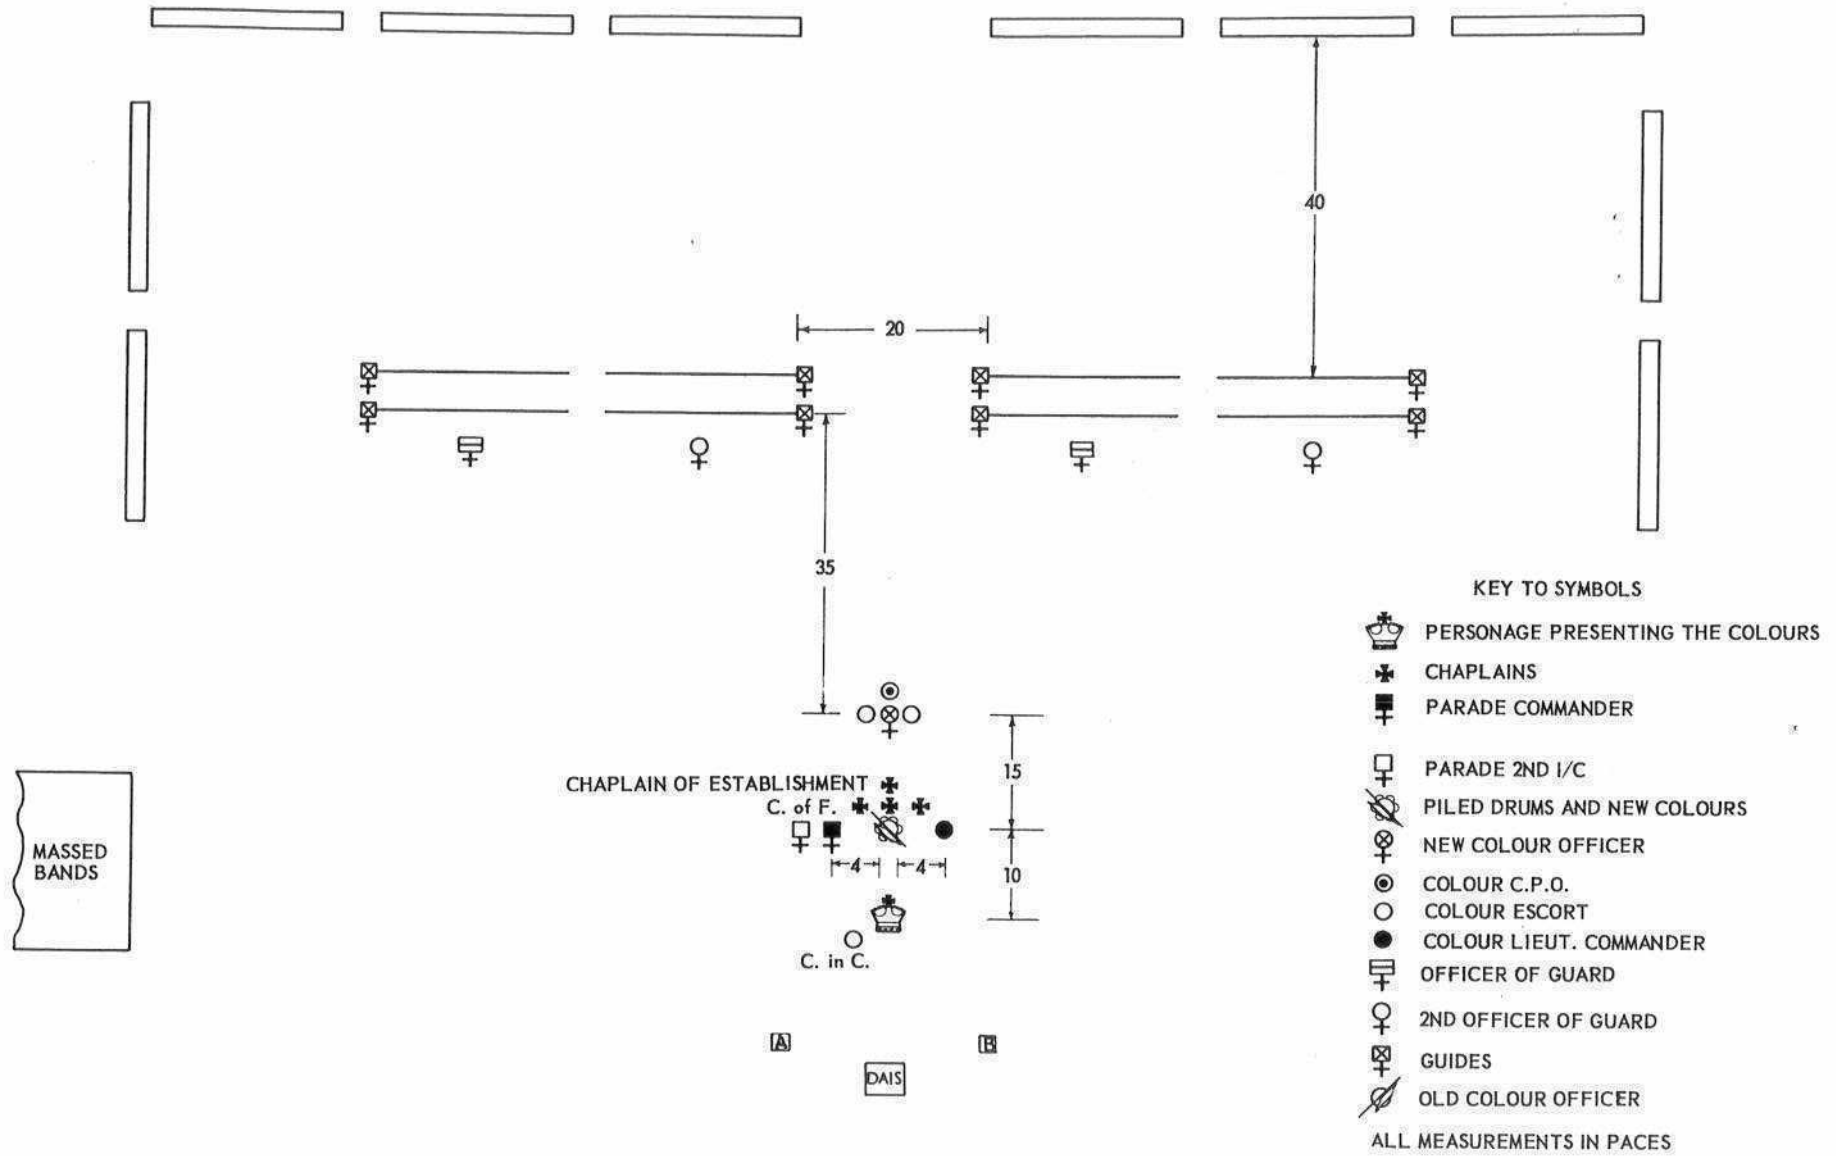 40
20
35
KEY TO SYMBOLS
PERSONAGE PRESENTING THE COLOURS
CHAPLAINS
PARADE COMMANDER
PARADE 2ND I/C
PILED DRUMS AND NEW COLOURS
NEW COLOUR OFFICER
COLOUR C.P.O.
COLOUR ESCORT
COLOUR LIEUT. COMMANDER
OFFICER OF GUARD
2ND OFFICER OF GUARD
GUIDES
OLD COLOUR OFFICER
ALL MEASUREMENTS IN PACES
15
CHAPLAIN OF ESTABLISHMENT
C. of F.
MASSED
BANDS
4
4
10
C. in C.
A
B
DAIS